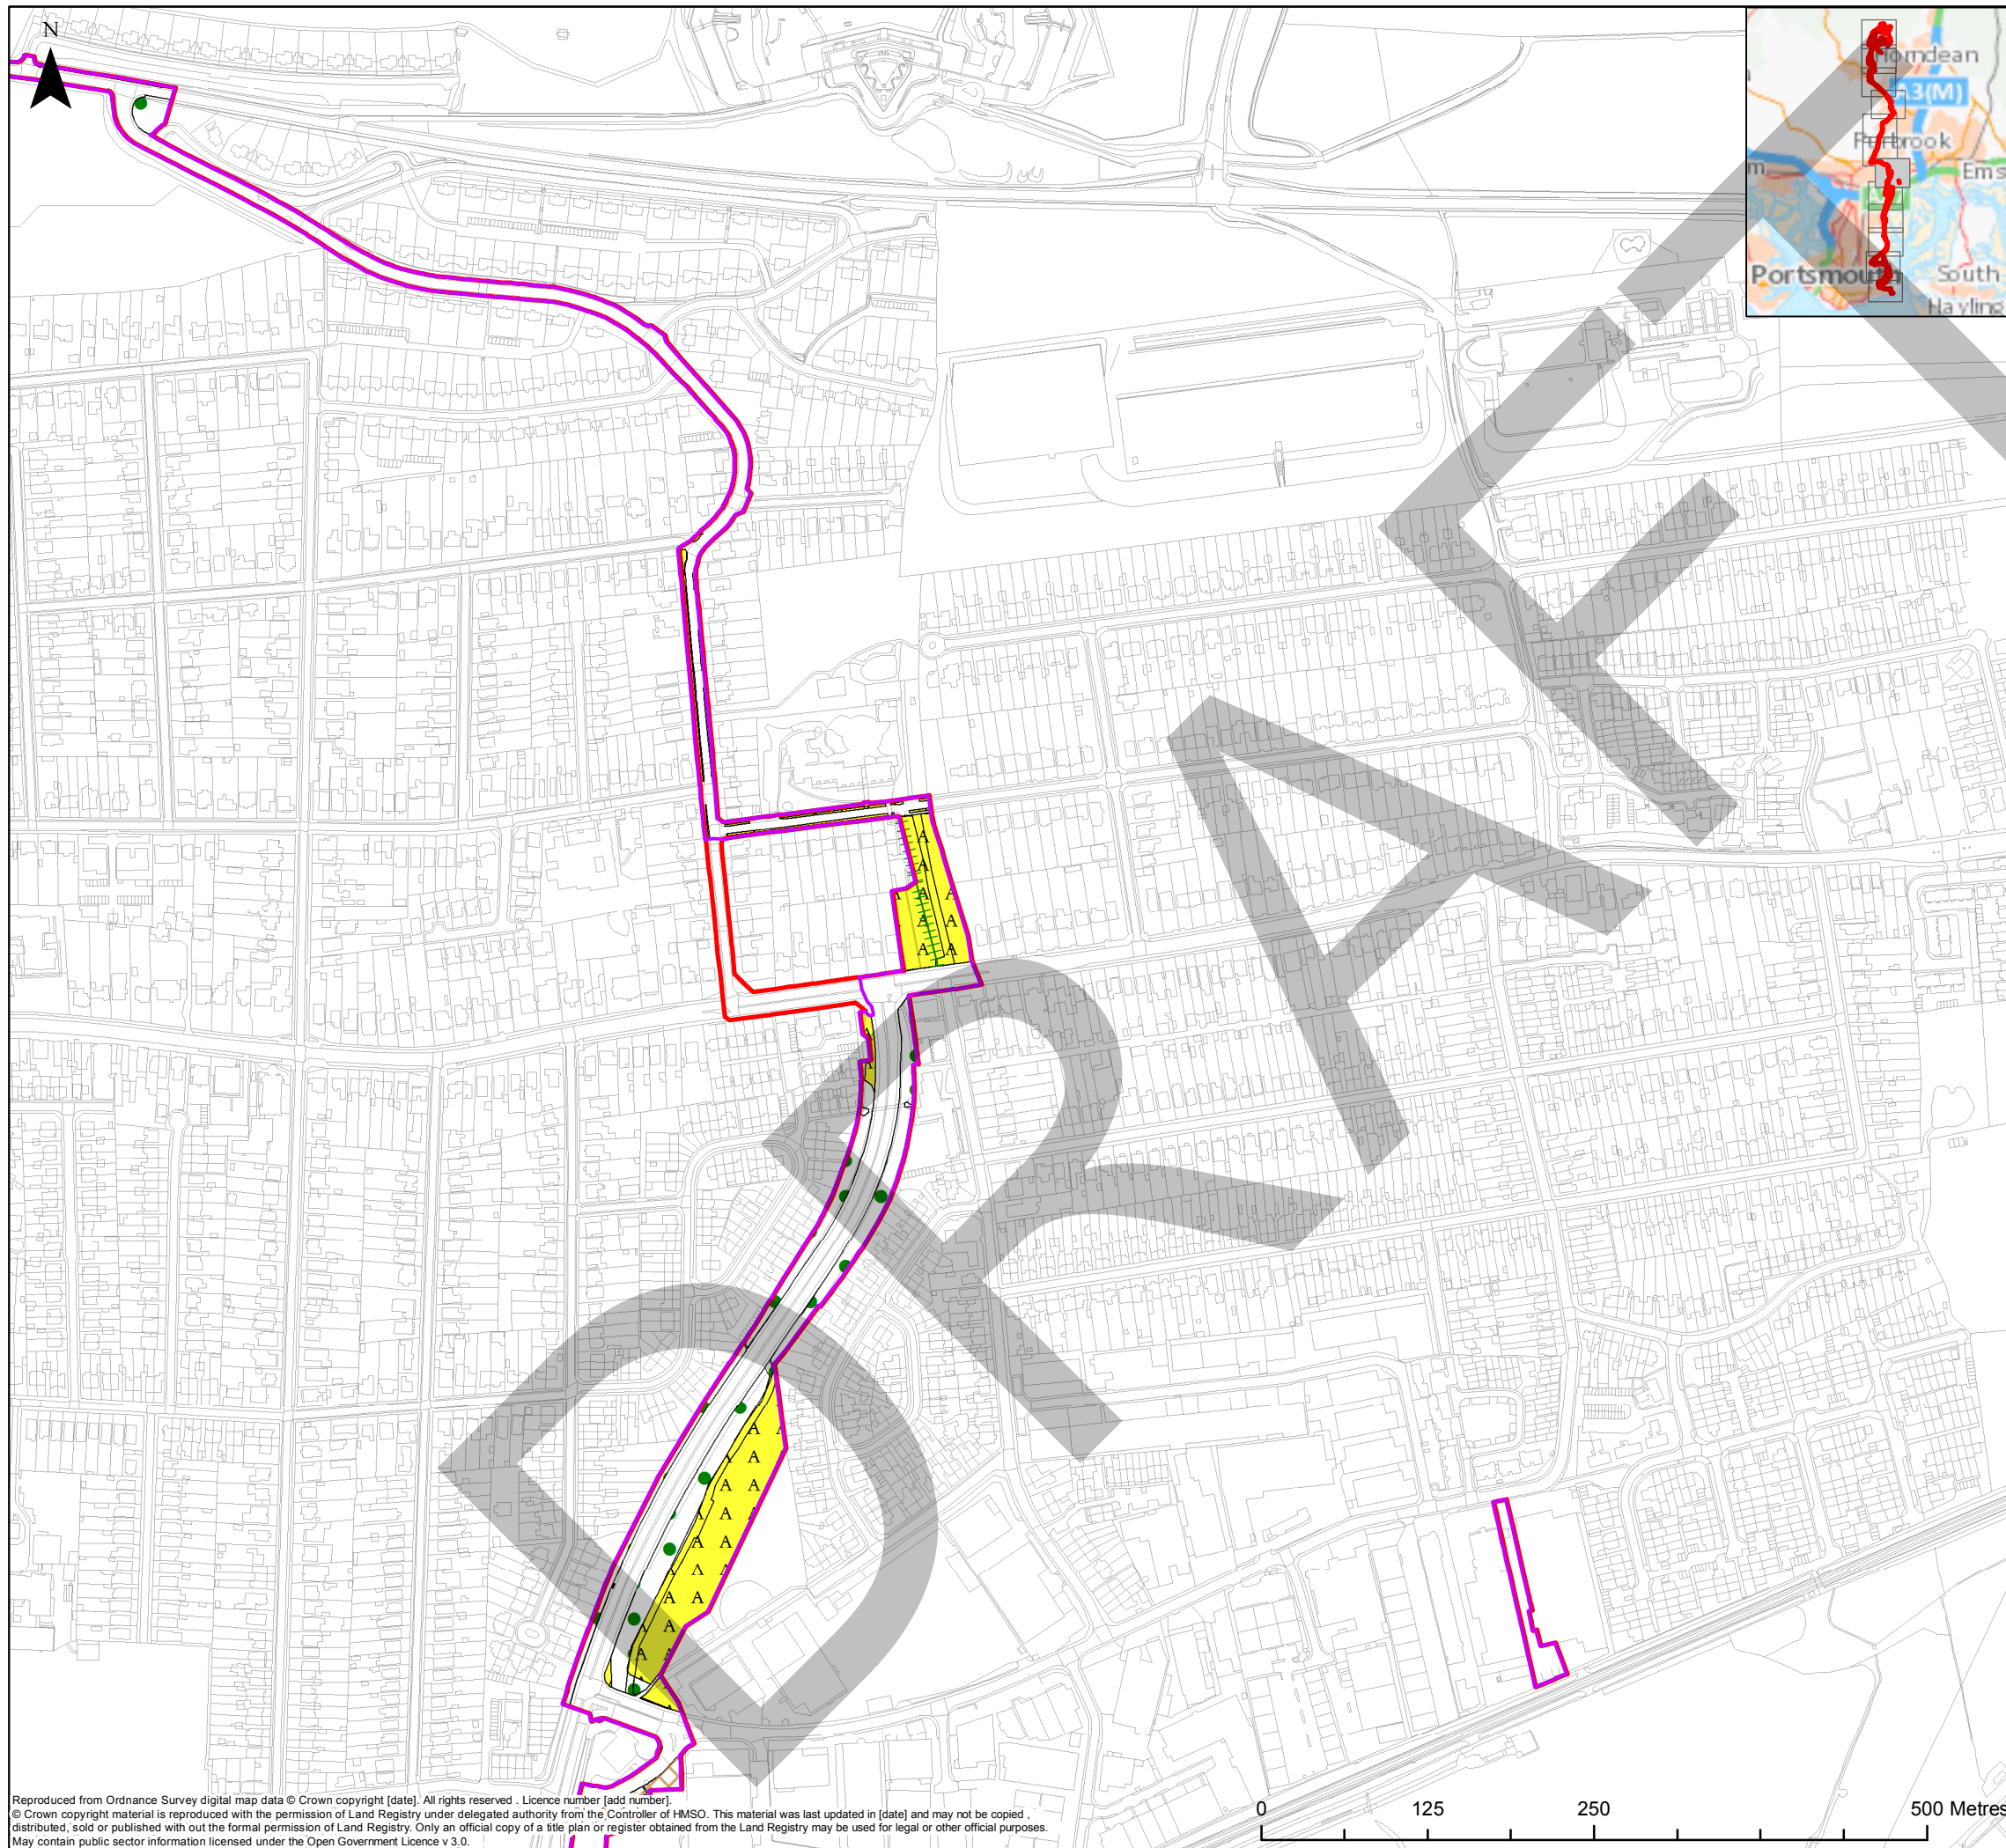 N
Horndean
A3(M)
Purbrook
Ems
m
Portsmouth
South
Hayling
DRAFT
A
A
A A A
A A
A A
A
A
A
A A
A A
A A
A A
A A
A
A A
A
A
Reproduced from Ordnance Survey digital map data © Crown copyright [date]. All rights reserved . Licence number [add number].
© Crown copyright material is reproduced with the permission of Land Registry under delegated authority from the Controller of HMSO. This material was last updated in [date] and may not be copied ,
distributed, sold or published with out the formal permission of Land Registry. Only an official copy of a title plan or register obtained from the Land Registry may be used for legal or other official purposes.
May contain public sector information licensed under the Open Government Licence v 3.0.
0 125 250 500 Metres